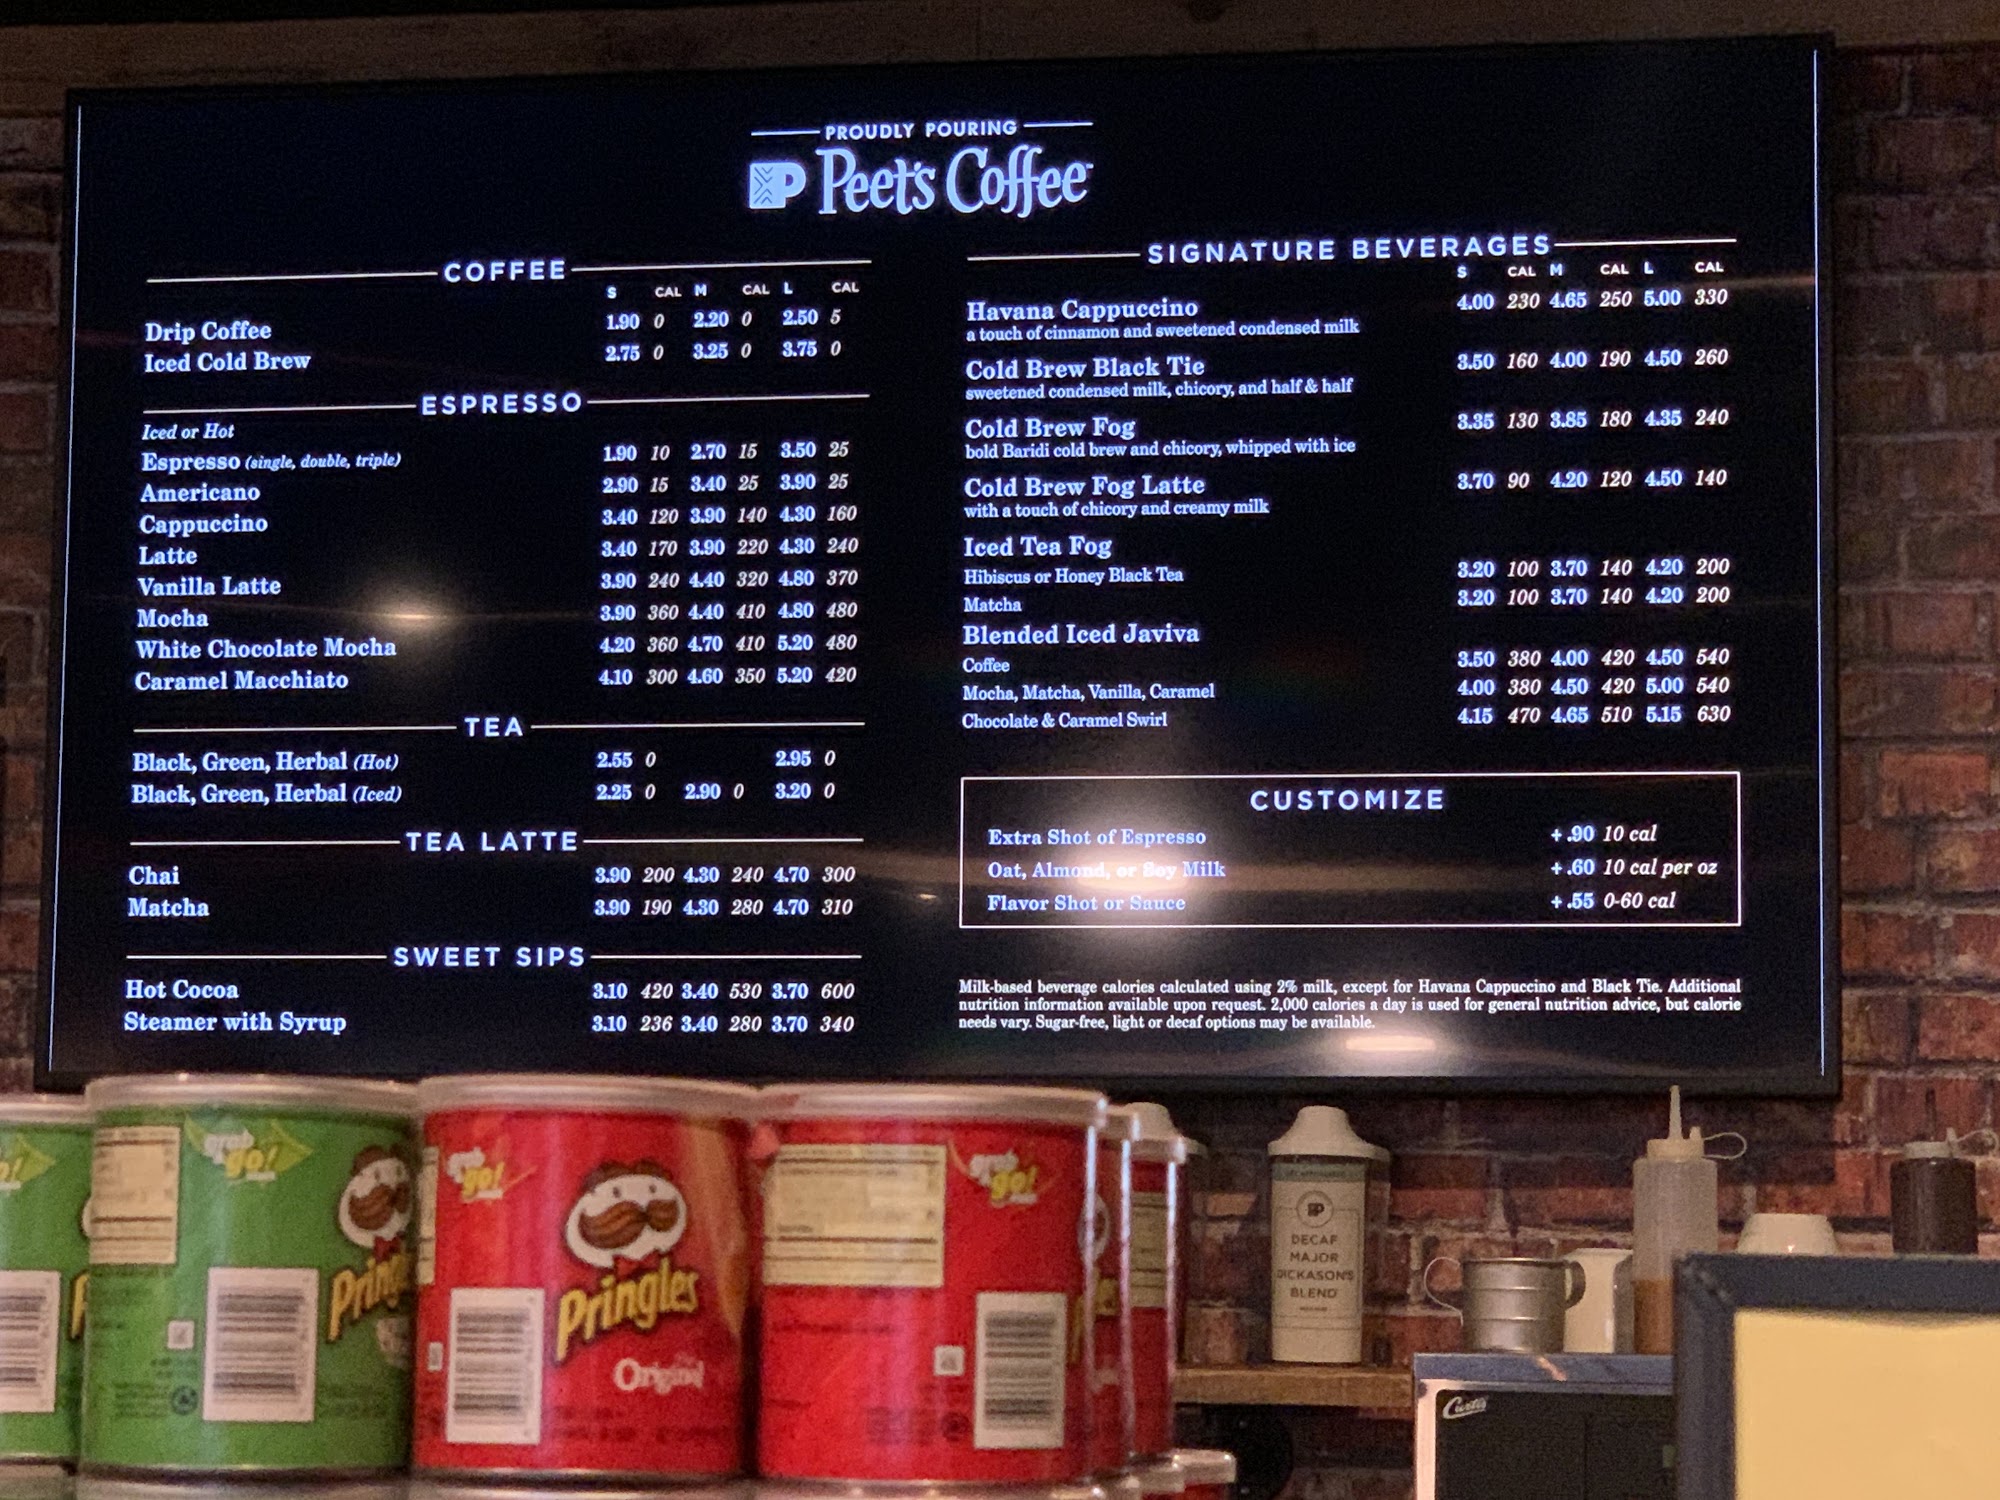 PROUDLY POURING
Peet's Coffee
COFFEE
S CAL M CAL L CAL
Drip Coffee 1.90 0 2.20 0 2.50 5
Iced Cold Brew 2.75 0 3.25 0 3.75 0
ESPRESSO
Iced or Hot
Espresso (single, double, triple) 1.90 10 2.70 15 3.50 25
Americano 2.90 15 3.40 25 3.90 25
Cappuccino 3.40 120 3.90 140 4.30 160
Latte 3.40 170 3.90 220 4.30 240
Vanilla Latte 3.90 240 4.40 320 4.80 370
Mocha 3.90 360 4.40 410 4.80 480
White Chocolate Mocha 4.20 360 4.70 410 5.20 480
Caramel Macchiato 4.10 300 4.60 350 5.20 420
TEA
Black, Green, Herbal (Hot) 2.55 0 2.95 0
Black, Green, Herbal (Iced) 2.25 0 2.90 0 3.20 0
TEA LATTE
Chai 3.90 200 4.30 240 4.70 300
Matcha 3.90 190 4.30 280 4.70 310
SWEET SIPS
Hot Cocoa 3.10 420 3.40 530 3.70 600
Steamer with Syrup 3.10 236 3.40 280 3.70 340
SIGNATURE BEVERAGES
S CAL M CAL L CAL
Havana Cappuccino 4.00 230 4.65 250 5.00 330
a touch of cinnamon and sweetened condensed milk
Cold Brew Black Tie 3.50 160 4.00 190 4.50 260
sweetened condensed milk, chicory, and half & half
Cold Brew Fog 3.35 130 3.85 180 4.35 240
bold Baridi cold brew and chicory, whipped with ice
Cold Brew Fog Latte 3.70 90 4.20 120 4.50 140
with a touch of chicory and creamy milk
Iced Tea Fog
Hibiscus or Honey Black Tea 3.20 100 3.70 140 4.20 200
Matcha 3.20 100 3.70 140 4.20 200
Blended Iced Javiva
Coffee 3.50 380 4.00 420 4.50 540
Mocha, Matcha, Vanilla, Caramel 4.00 380 4.50 420 5.00 540
Chocolate & Caramel Swirl 4.15 470 4.65 510 5.15 630
CUSTOMIZE
Extra Shot of Espresso + .90 10 cal
Oat, Almond, or Soy Milk + .60 10 cal per oz
Flavor Shot or Sauce + .55 0-60 cal
Milk-based beverage calories calculated using 2% milk, except for Havana Cappuccino and Black Tie. Additional
nutrition information available upon request. 2,000 calories a day is used for general nutrition advice, but calorie
needs vary. Sugar-free, light or decaf options may be available.
go!
Pringles
go!
Pringles
Original
go!
DECAF
MAJOR
DICKASON'S
BLEND
Curtis